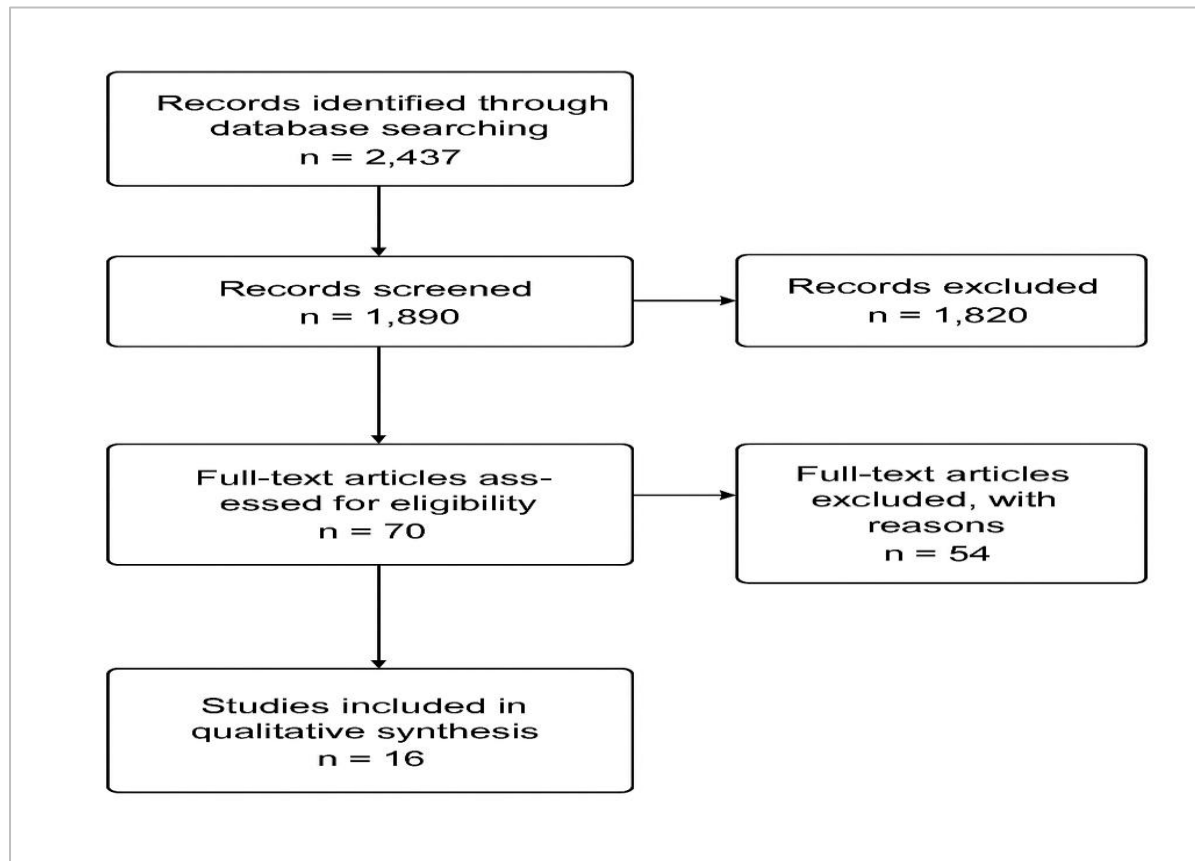 Records identified through
database searching
n = 2,437
Records screened
n = 1,890
Records excluded
n = 1,820
Full-text articles ass-
essed for eligibility
n = 70
Full-text articles
excluded, with
reasons
n = 54
Studies included in
qualitative synthesis
n = 16